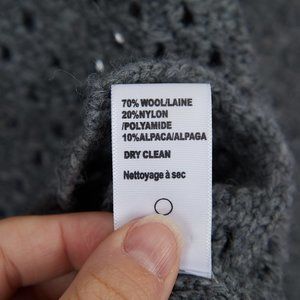 70% WOOL/LAINE
20%NYLON
/POLYAMIDE
10%ALPACA/ALPAGA
DRY CLEAN
Nettoyage à sec